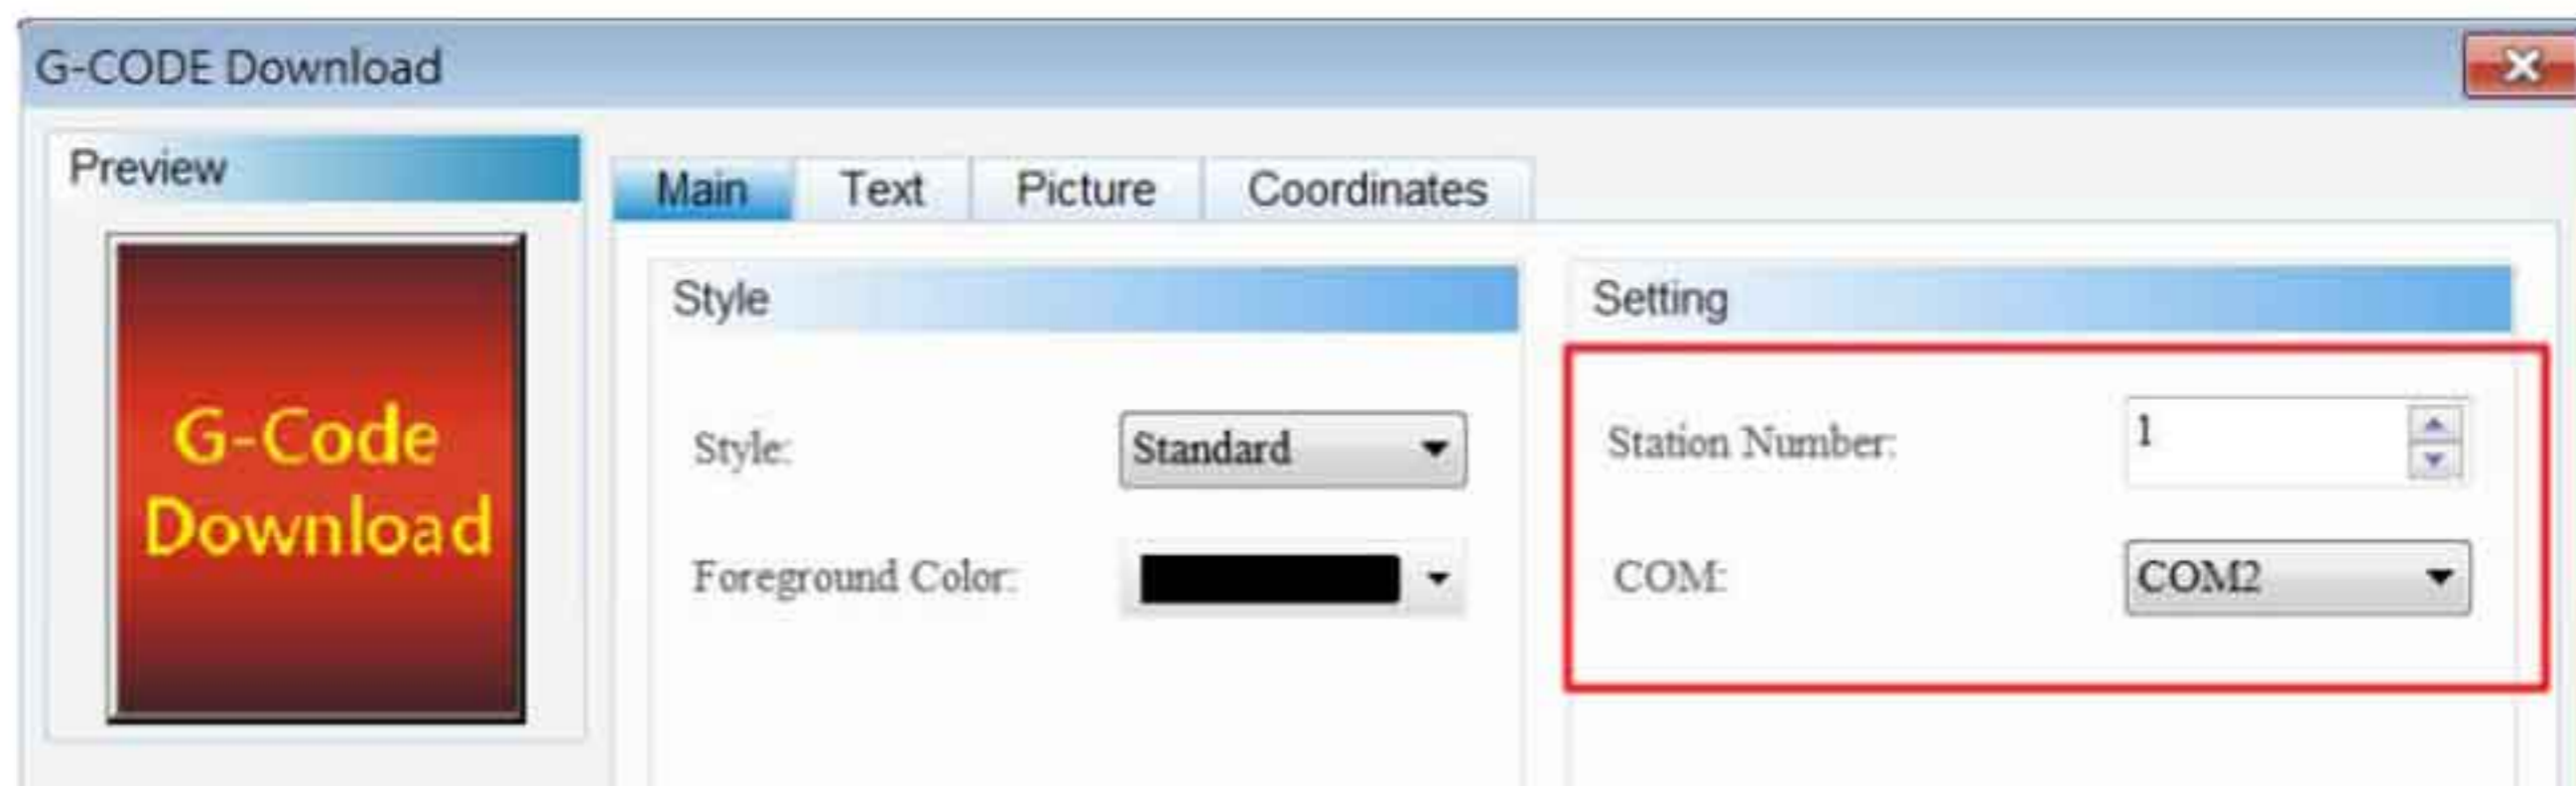 G-CODE Download
Preview
Main Text Picture Coordinates
G-Code
Download
Style
Style: Standard
Foreground Color:
Setting
Station Number: 1
COM: COM2